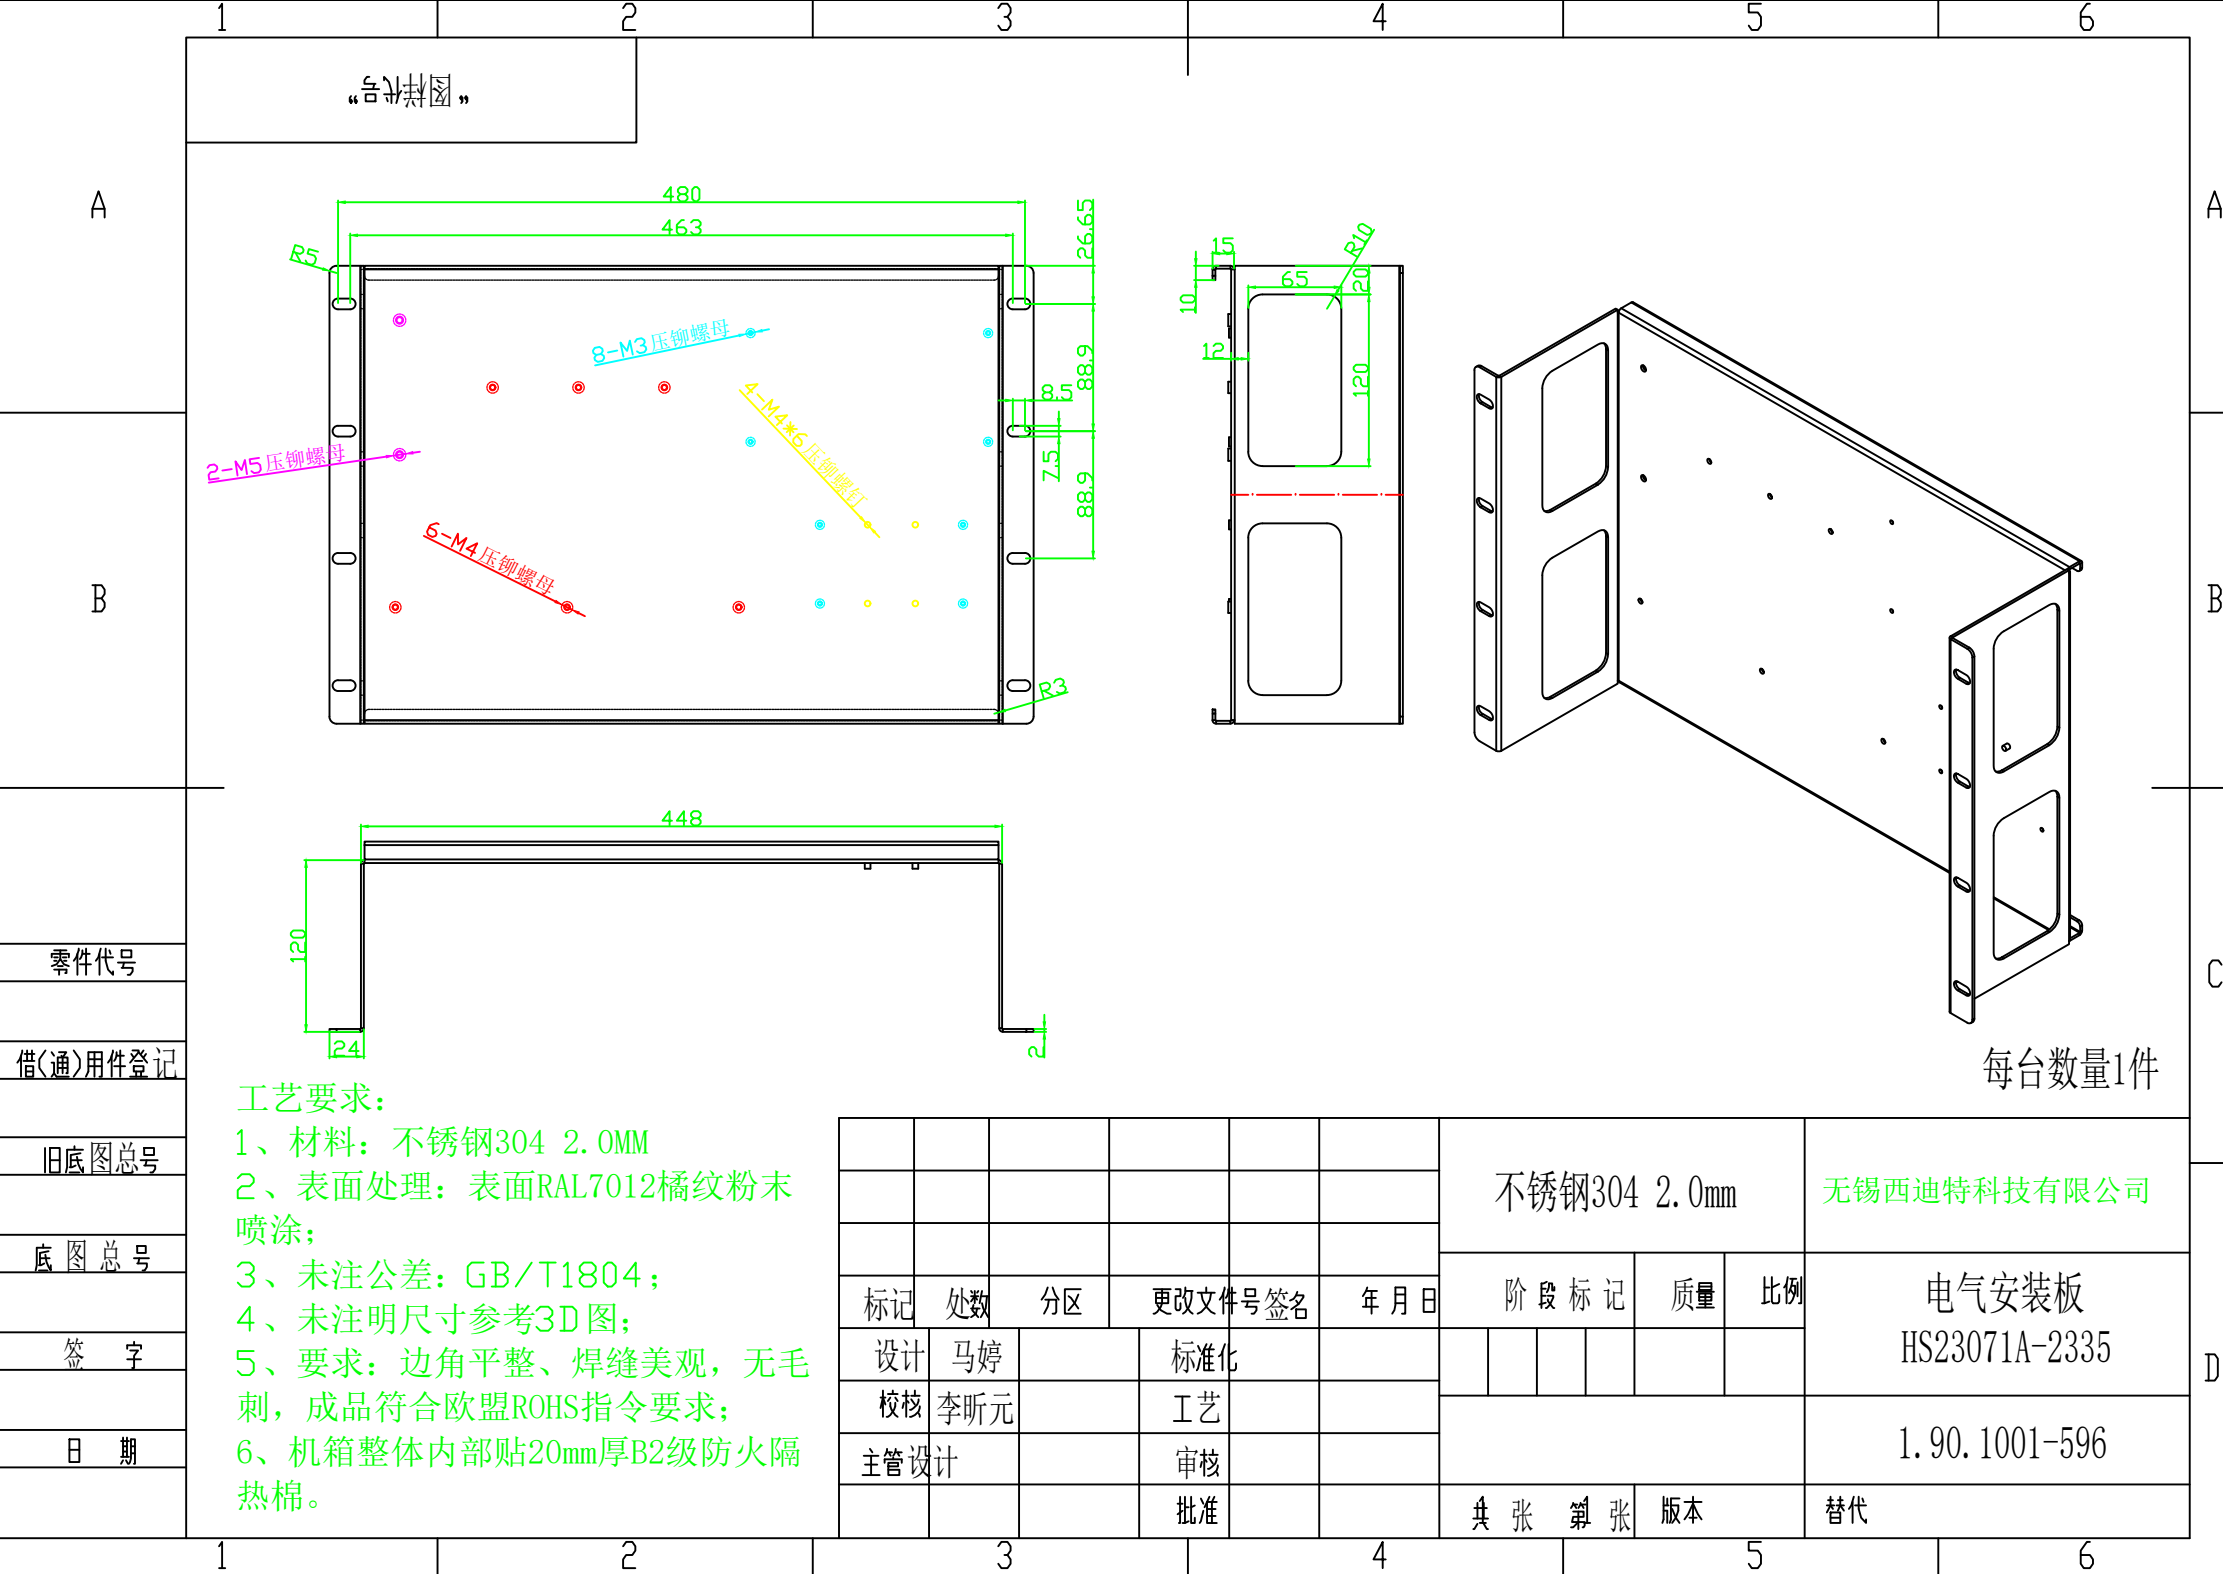 1 2 3 4 5 6
"图样代号"
A A
480
463
26.65
R5
15
R10
65
20
10
8-M3压铆螺母
12
88.9
120
4-M4*6压铆螺钉
8.5
2-M5压铆螺母
7.5
88.9
6-M4压铆螺母
B B
R3
448
120
24
2
C
零件代号
借(通)用件登记
旧底图总号
底图总号
签 字
日 期
每台数量1件
工艺要求:
1、材料: 不锈钢304 2.0MM
2、表面处理: 表面RAL7012橘纹粉末
喷涂;
3、未注公差: GB/T1804;
4、未注明尺寸参考3D图;
5、要求: 边角平整、焊缝美观, 无毛
刺, 成品符合欧盟ROHS指令要求;
6、机箱整体内部贴20mm厚B2级防火隔
热棉。
不锈钢304 2.0mm
无锡西迪特科技有限公司
标记 处数 分区 更改文件号 签名 年月日
阶段标记 质量 比例
电气安装板
HS23071A-2335
设计 马婷 标准化
校核 李昕元 工艺
主管设计 审核
批准
1.90.1001-596
共 张 第1 张 版本 替代
D
1 2 3 4 5 6